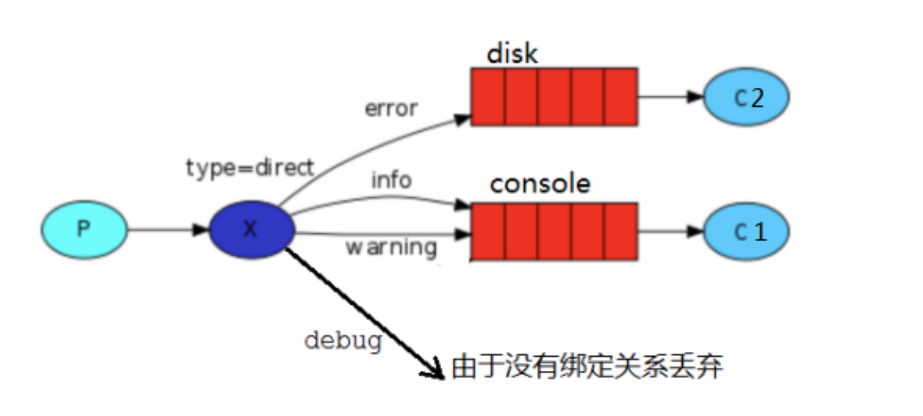 disk
error
C2
type=direct
info
console
P
X
warning
C1
debug
由于没有绑定关系丢弃